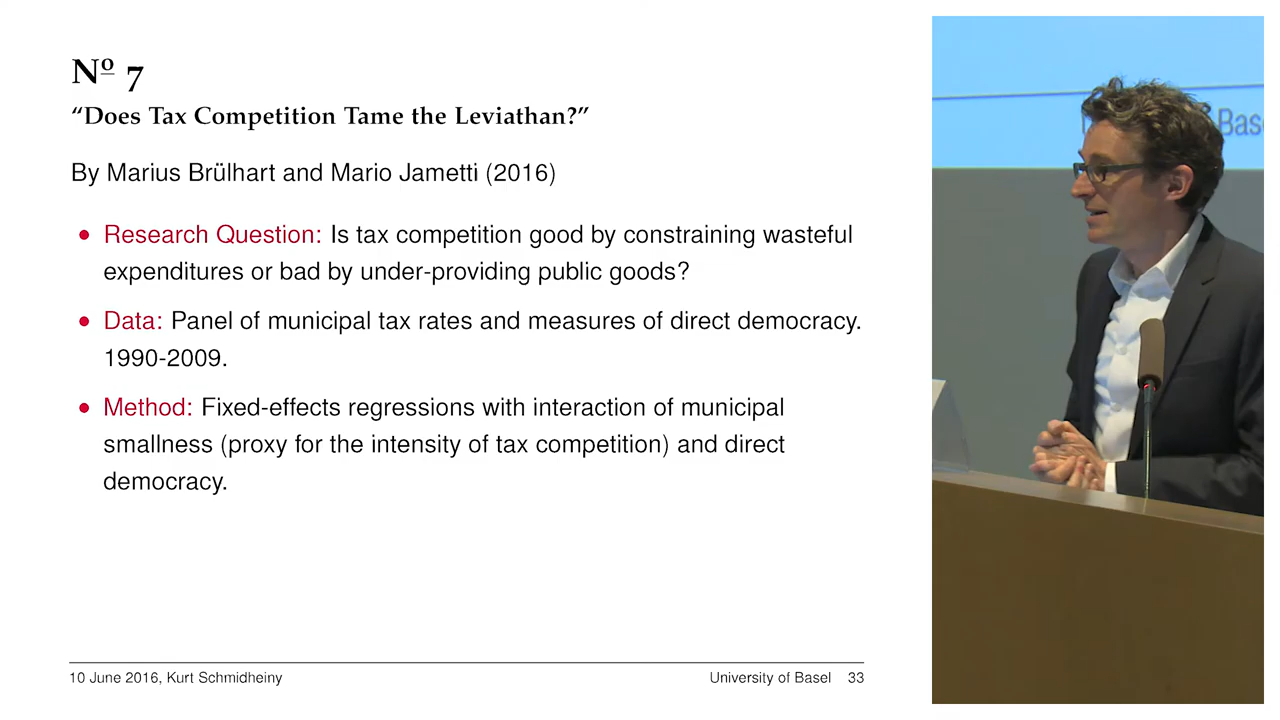 Nº 7
“Does Tax Competition Tame the Leviathan?”
By Marius Brülhart and Mario Jametti (2016)
• Research Question: Is tax competition good by constraining wasteful
expenditures or bad by under-providing public goods?
• Data: Panel of municipal tax rates and measures of direct democracy.
1990-2009.
• Method: Fixed-effects regressions with interaction of municipal
smallness (proxy for the intensity of tax competition) and direct
democracy.
10 June 2016, Kurt Schmidheiny
University of Basel 33